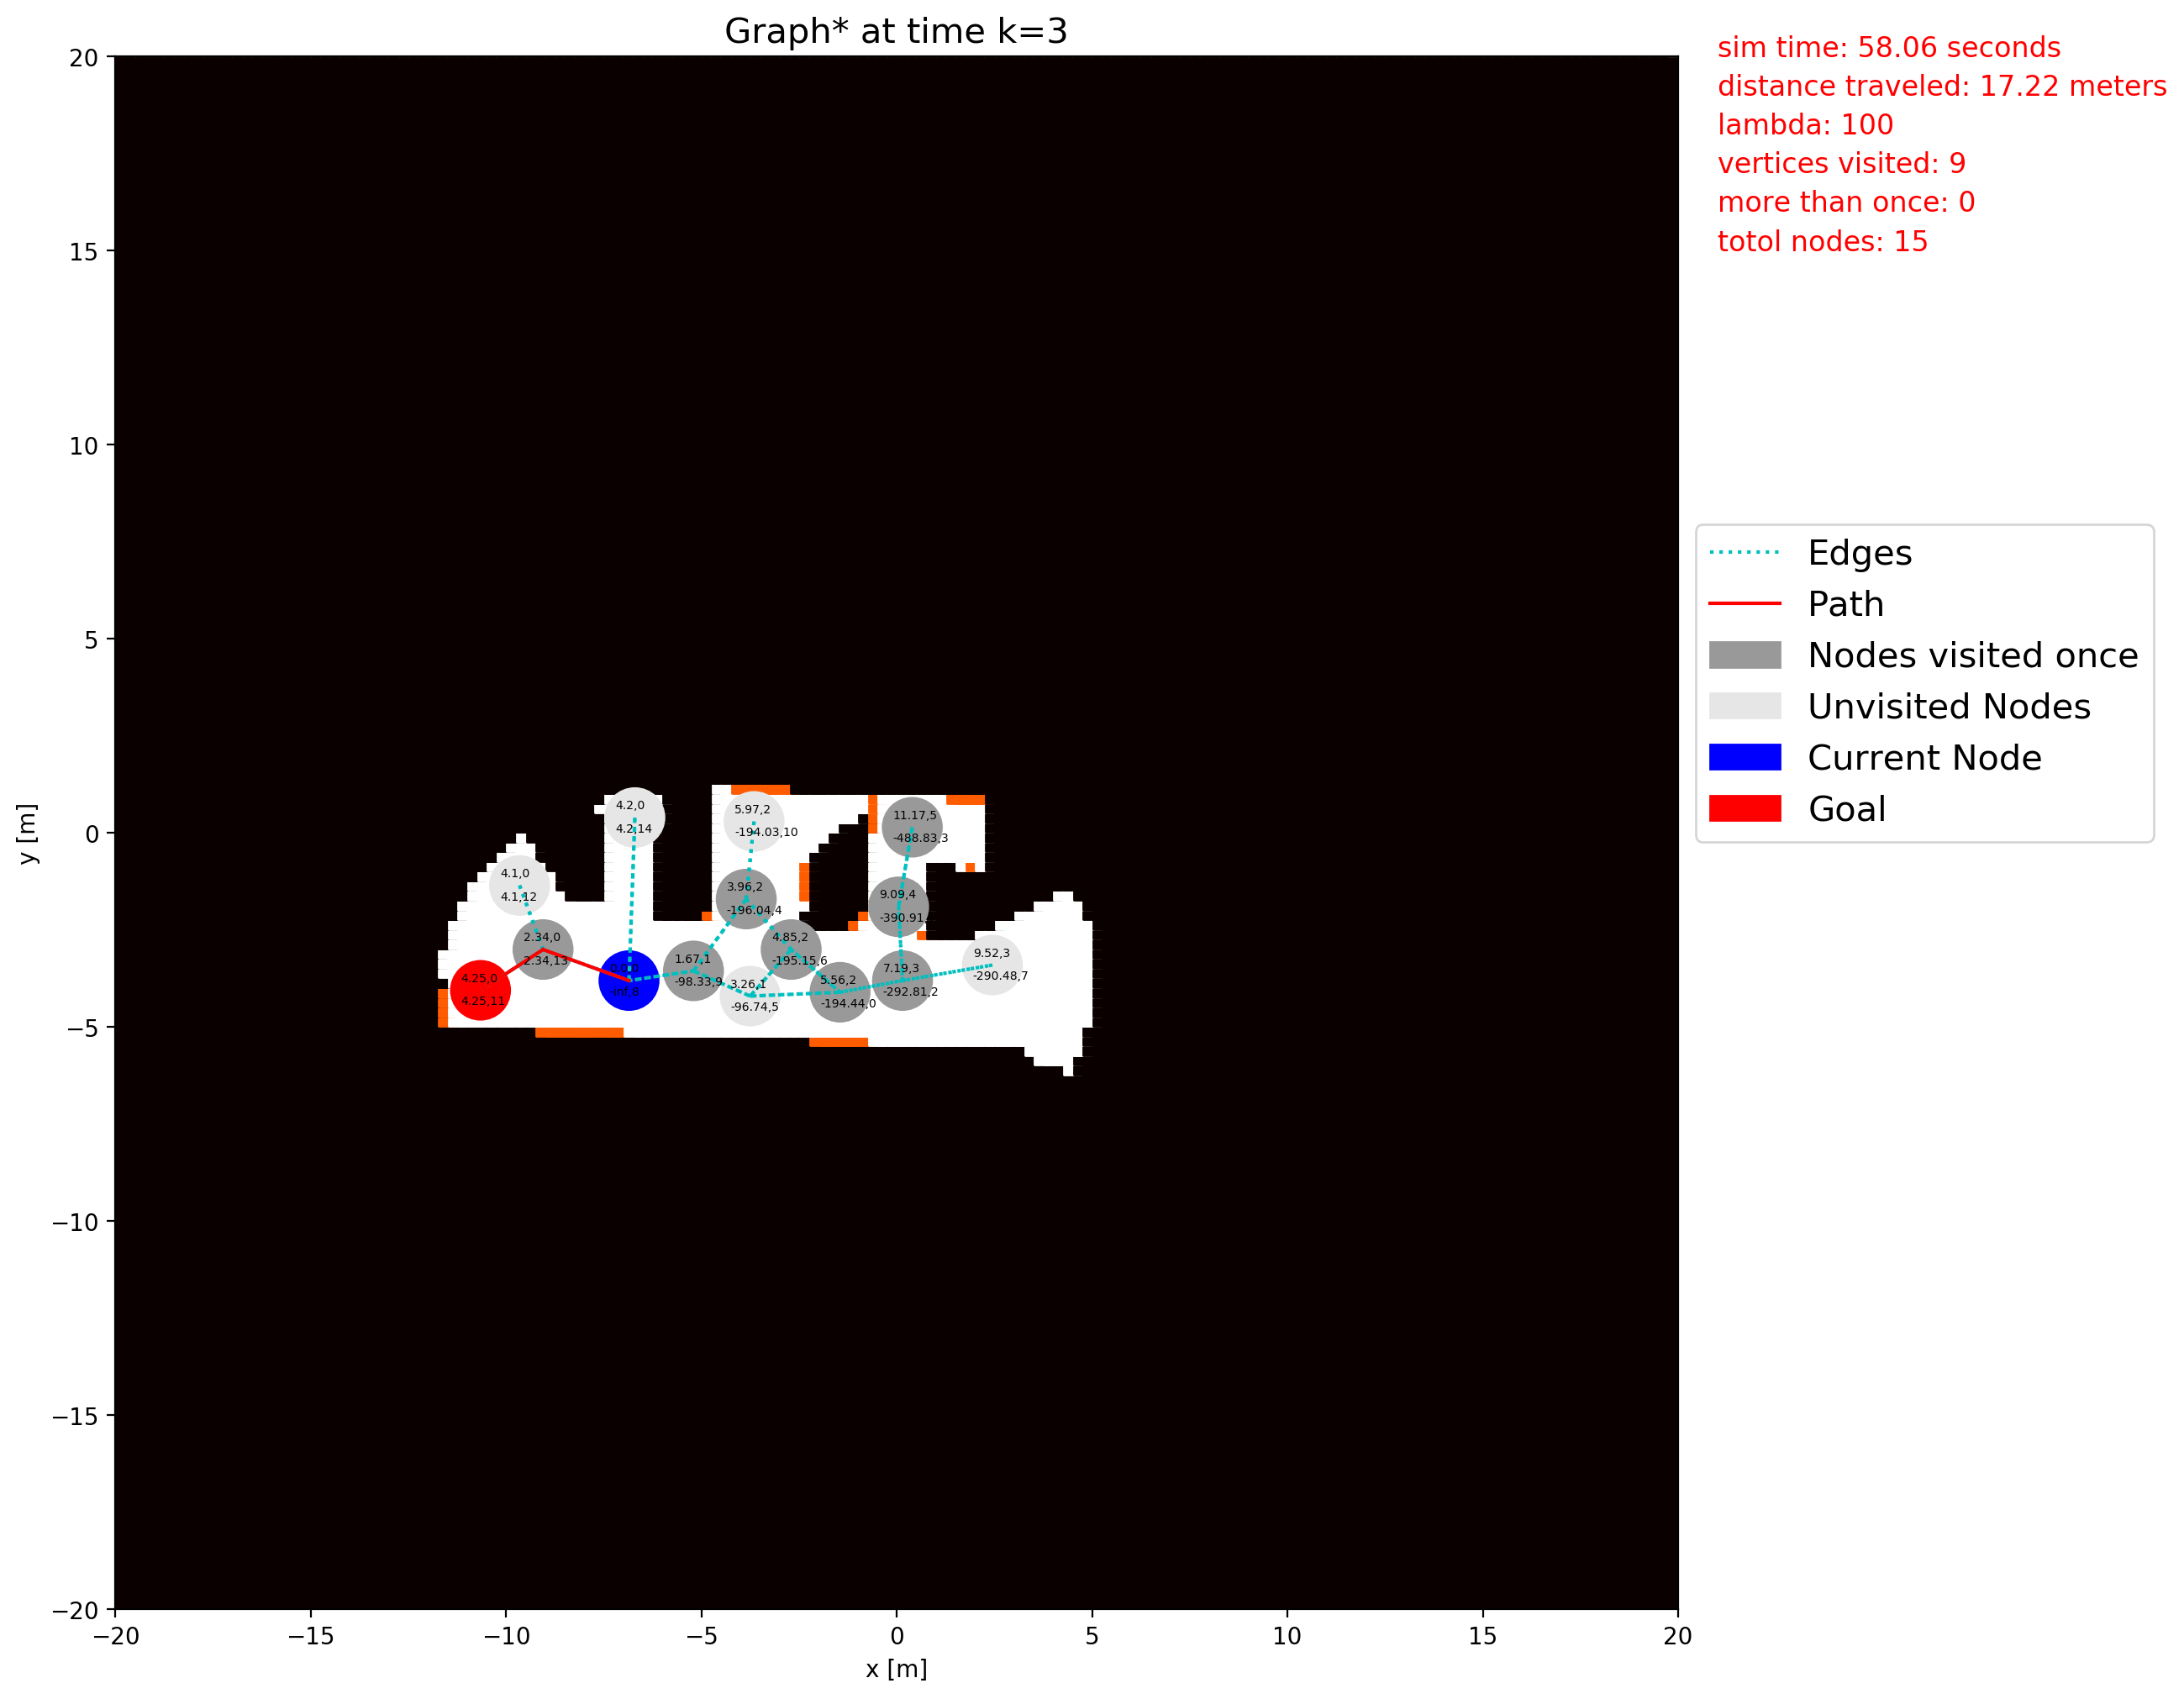 Graph* at time k=3
sim time: 58.06 seconds
distance traveled: 17.22 meters
lambda: 100
vertices visited: 9
more than once: 0
totol nodes: 15
20
15
10
5
0
−5
−10
−15
−20
y [m]
−20
−15
−10
−5
0
5
10
15
20
x [m]
Edges
Path
Nodes visited once
Unvisited Nodes
Current Node
Goal
4.2,0
4.2,14
5.97,2
-194.03,10
11.17,5
-488.83,3
4.1,0
4.1,12
3.96,2
-196.04,4
9.09,4
-390.91,
2.34,0
2.34,13
4.85,2
-195.15,6
9.52,3
-290.48,7
4.25,0
4.25,11
0.0,0
-inf,8
1.67,1
-98.33,9
3.26,1
-96.74,5
5.56,2
-194.44,0
7.19,3
-292.81,2